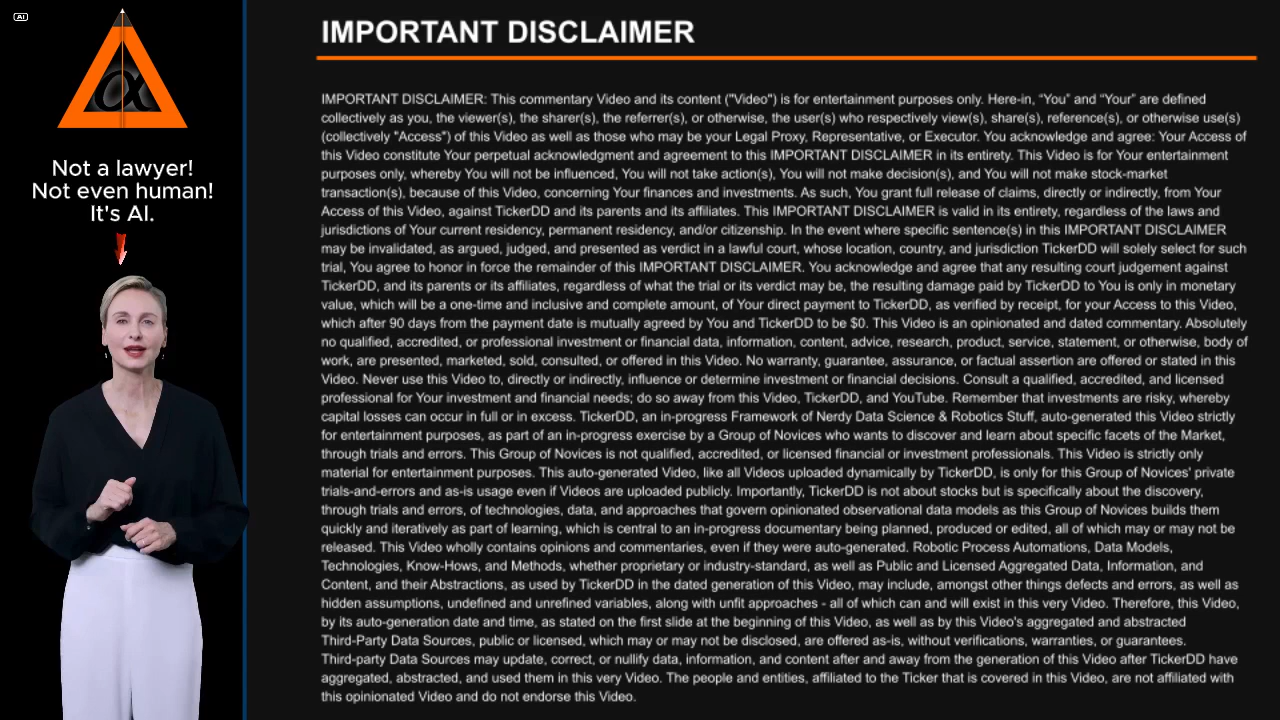 AI
α
Not a lawyer!
Not even human!
It's AI.
IMPORTANT DISCLAIMER
IMPORTANT DISCLAIMER: This commentary Video and its content ("Video") is for entertainment purposes only. Here-in, “You” and “Your” are defined
collectively as you, the viewer(s), the sharer(s), the referrer(s), or otherwise, the user(s) who respectively view(s), share(s), reference(s), or otherwise use(s)
(collectively "Access") of this Video as well as those who may be your Legal Proxy, Representative, or Executor. You acknowledge and agree: Your Access of
this Video constitute Your perpetual acknowledgment and agreement to this IMPORTANT DISCLAIMER in its entirety. This Video is for Your entertainment
purposes only, whereby You will not be influenced, You will not take action(s), You will not make decision(s), and You will not make stock-market
transaction(s), because of this Video, concerning Your finances and investments. As such, You grant full release of claims, directly or indirectly, from Your
Access of this Video, against TickerDD and its parents and its affiliates. This IMPORTANT DISCLAIMER is valid in its entirety, regardless of the laws and
jurisdictions of Your current residency, permanent residency, and/or citizenship. In the event where specific sentence(s) in this IMPORTANT DISCLAIMER
may be invalidated, as argued, judged, and presented as verdict in a lawful court, whose location, country, and jurisdiction TickerDD will solely select for such
trial, You agree to honor in force the remainder of this IMPORTANT DISCLAIMER. You acknowledge and agree that any resulting court judgement against
TickerDD, and its parents or its affiliates, regardless of what the trial or its verdict may be, the resulting damage paid by TickerDD to You is only in monetary
value, which will be a one-time and inclusive and complete amount, of Your direct payment to TickerDD, as verified by receipt, for your Access to this Video,
which after 90 days from the payment date is mutually agreed by You and TickerDD to be $0. This Video is an opinionated and dated commentary. Absolutely
no qualified, accredited, or professional investment or financial data, information, content, advice, research, product, service, statement, or otherwise, body of
work, are presented, marketed, sold, consulted, or offered in this Video. No warranty, guarantee, assurance, or factual assertion are offered or stated in this
Video. Never use this Video to, directly or indirectly, influence or determine investment or financial decisions. Consult a qualified, accredited, and licensed
professional for Your investment and financial needs; do so away from this Video, TickerDD, and YouTube. Remember that investments are risky, whereby
capital losses can occur in full or in excess. TickerDD, an in-progress Framework of Nerdy Data Science & Robotics Stuff, auto-generated this Video strictly
for entertainment purposes, as part of an in-progress exercise by a Group of Novices who wants to discover and learn about specific facets of the Market,
through trials and errors. This Group of Novices is not qualified, accredited, or licensed financial or investment professionals. This Video is strictly only
material for entertainment purposes. This auto-generated Video, like all Videos uploaded dynamically by TickerDD, is only for this Group of Novices' private
trials-and-errors and as-is usage even if Videos are uploaded publicly. Importantly, TickerDD is not about stocks but is specifically about the discovery,
through trials and errors, of technologies, data, and approaches that govern opinionated observational data models as this Group of Novices builds them
quickly and iteratively as part of learning, which is central to an in-progress documentary being planned, produced or edited, all of which may or may not be
released. This Video wholly contains opinions and commentaries, even if they were auto-generated. Robotic Process Automations, Data Models,
Technologies, Know-Hows, and Methods, whether proprietary or industry-standard, as well as Public and Licensed Aggregated Data, Information, and
Content, and their Abstractions, as used by TickerDD in the dated generation of this Video, may include, amongst other things defects and errors, as well as
hidden assumptions, undefined and unrefined variables, along with unfit approaches - all of which can and will exist in this very Video. Therefore, this Video,
by its auto-generation date and time, as stated on the first slide at the beginning of this Video, as well as by this Video's aggregated and abstracted
Third-Party Data Sources, public or licensed, which may or may not be disclosed, are offered as-is, without verifications, warranties, or guarantees.
Third-party Data Sources may update, correct, or nullify data, information, and content after and away from the generation of this Video after TickerDD have
aggregated, abstracted, and used them in this very Video. The people and entities, affiliated to the Ticker that is covered in this Video, are not affiliated with
this opinionated Video and do not endorse this Video.